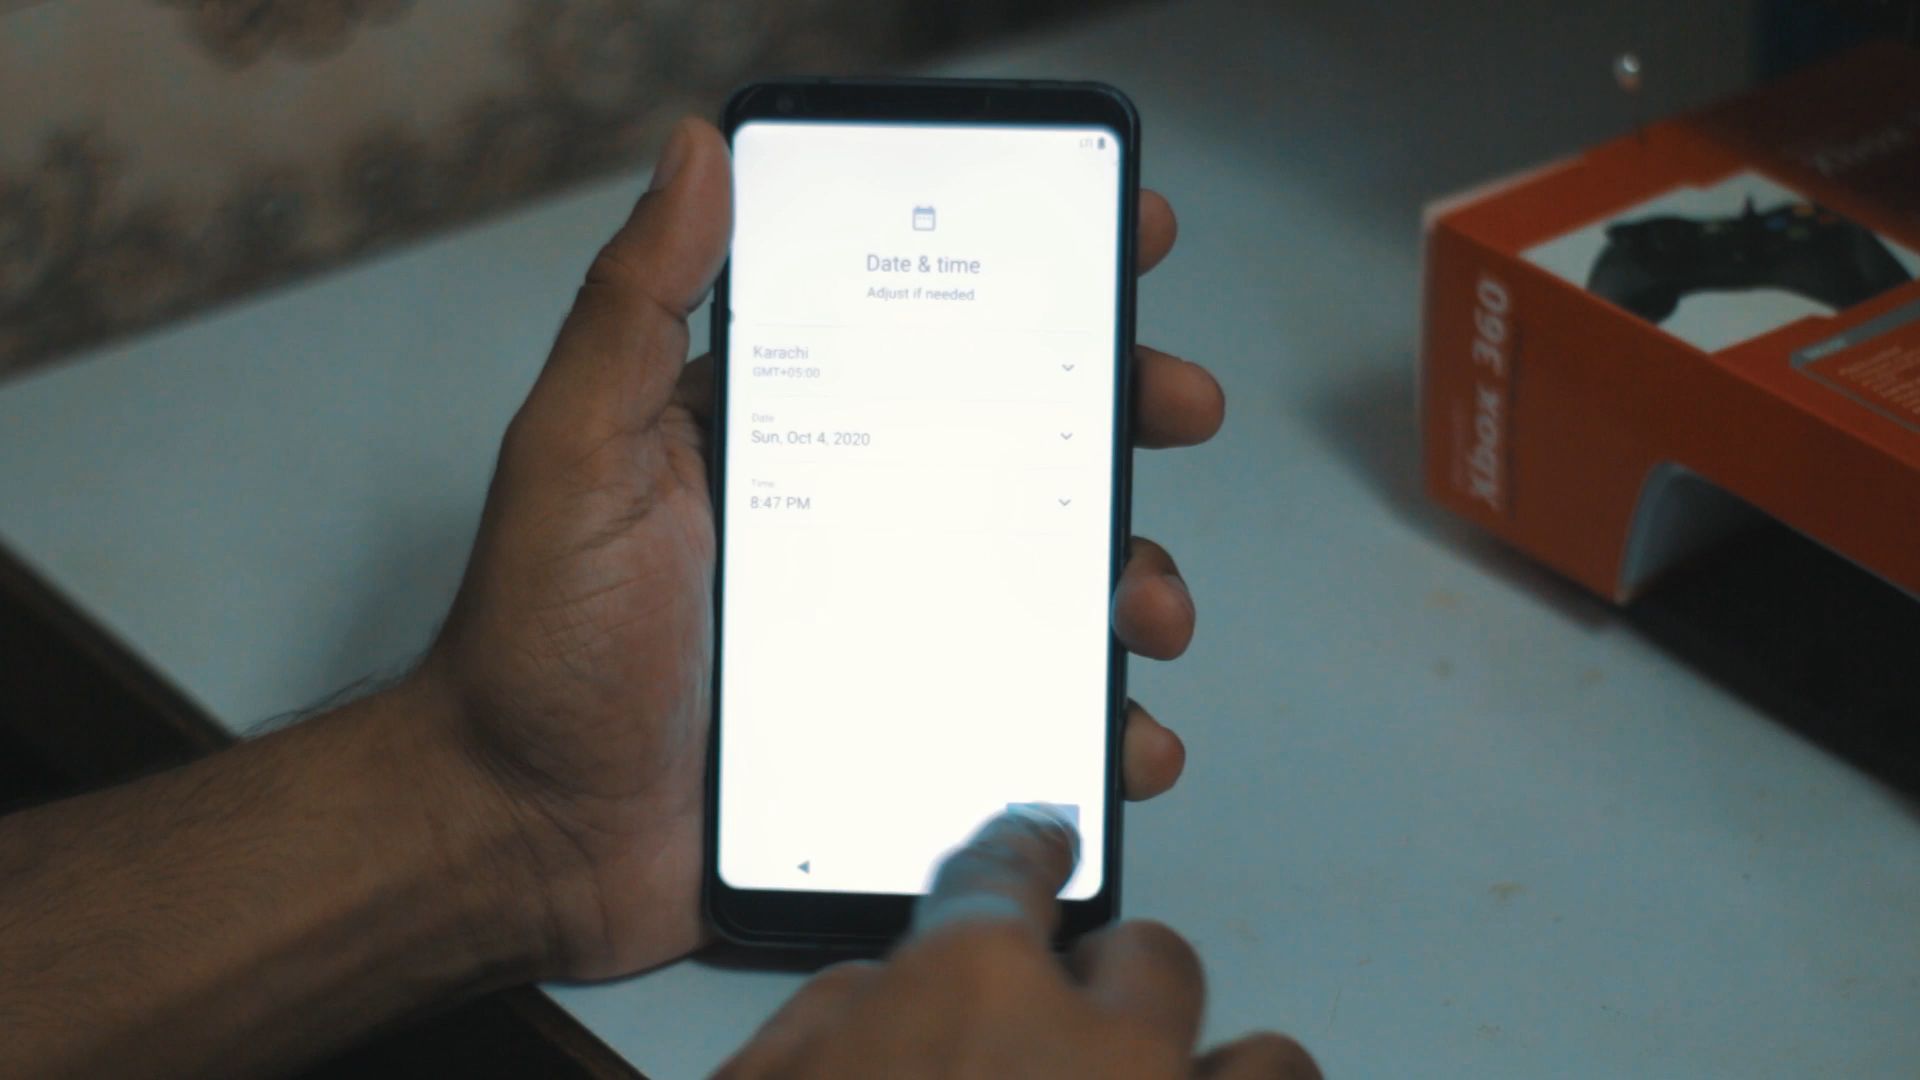 Date & time
Adjust if needed
Karachi
GMT+05:00
Date
Sun, Oct 4, 2020
Time
8:47 PM
Xbox 360